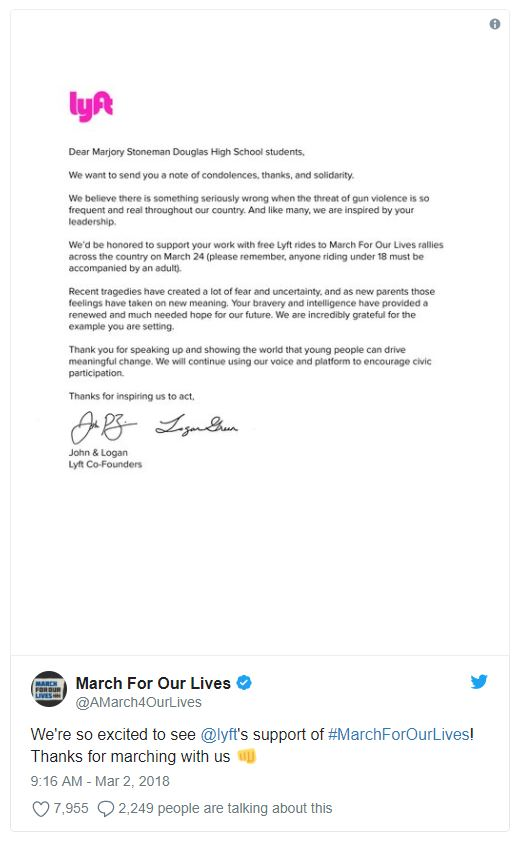 lyft
Dear Marjory Stoneman Douglas High School students,
We want to send you a note of condolences, thanks, and solidarity.
We believe there is something seriously wrong when the threat of gun violence is so
frequent and real throughout our country. And like many, we are inspired by your
leadership.
We'd be honored to support your work with free Lyft rides to March For Our Lives rallies
across the country on March 24 (please remember, anyone riding under 18 must be
accompanied by an adult).
Recent tragedies have created a lot of fear and uncertainty, and as new parents those
feelings have taken on new meaning. Your bravery and intelligence have provided a
renewed and much needed hope for our future. We are incredibly grateful for the
example you are setting.
Thank you for speaking up and showing the world that young people can drive
meaningful change. We will continue using our voice and platform to encourage civic
participation.
Thanks for inspiring us to act,
Logan Green
John & Logan
Lyft Co-Founders
MARCH
FOR OUR
LIVES
March For Our Lives
@AMarch4OurLives
We're so excited to see @lyft's support of #MarchForOurLives!
Thanks for marching with us 👊
9:16 AM - Mar 2, 2018
7,955 2,249 people are talking about this